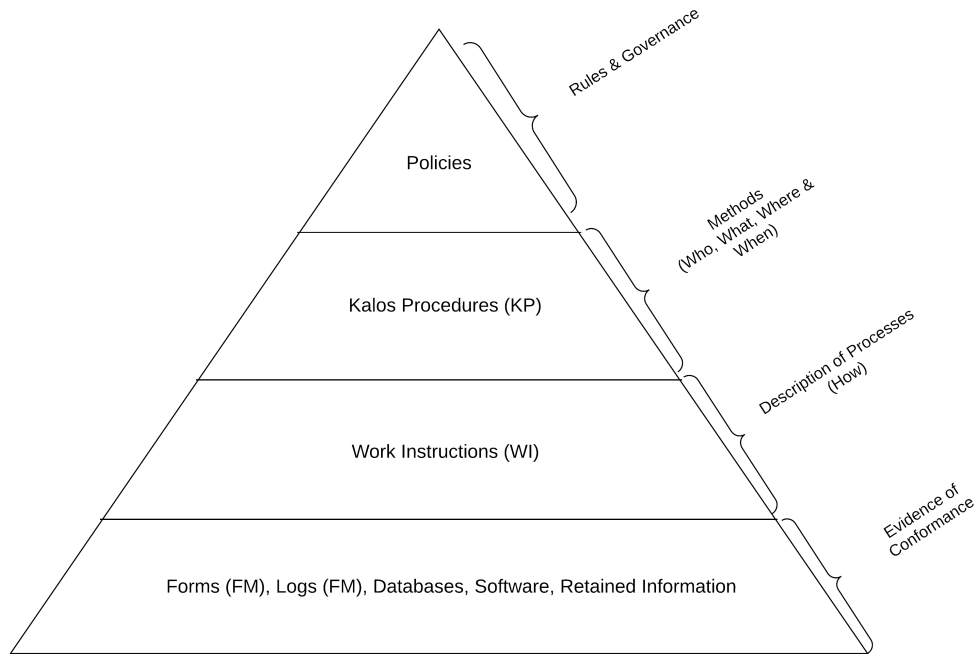 Rules & Governance
Policies
Methods
(Who, What, Where &
When)
Kalos Procedures (KP)
Description of Processes
(How)
Work Instructions (WI)
Evidence of
Conformance
Forms (FM), Logs (FM), Databases, Software, Retained Information